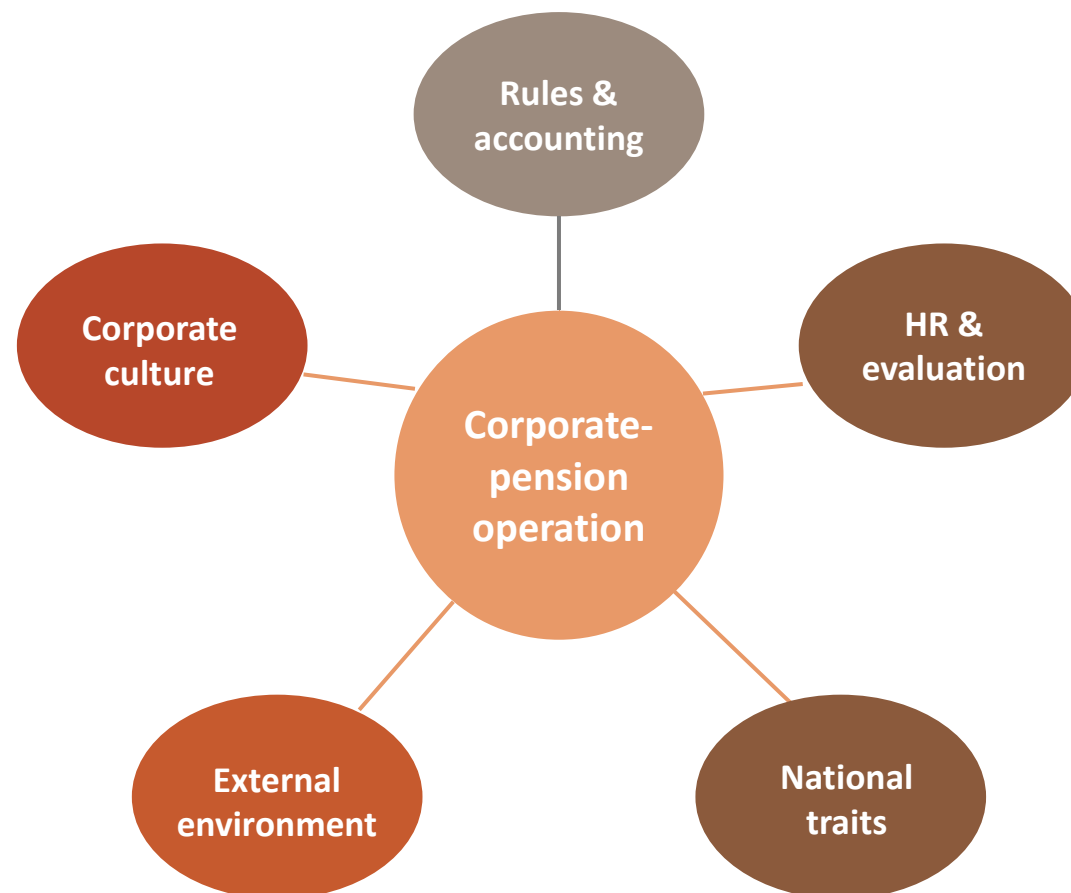 Rules &
accounting
Corporate
culture
HR &
evaluation
Corporate-
pension
operation
External
environment
National
traits